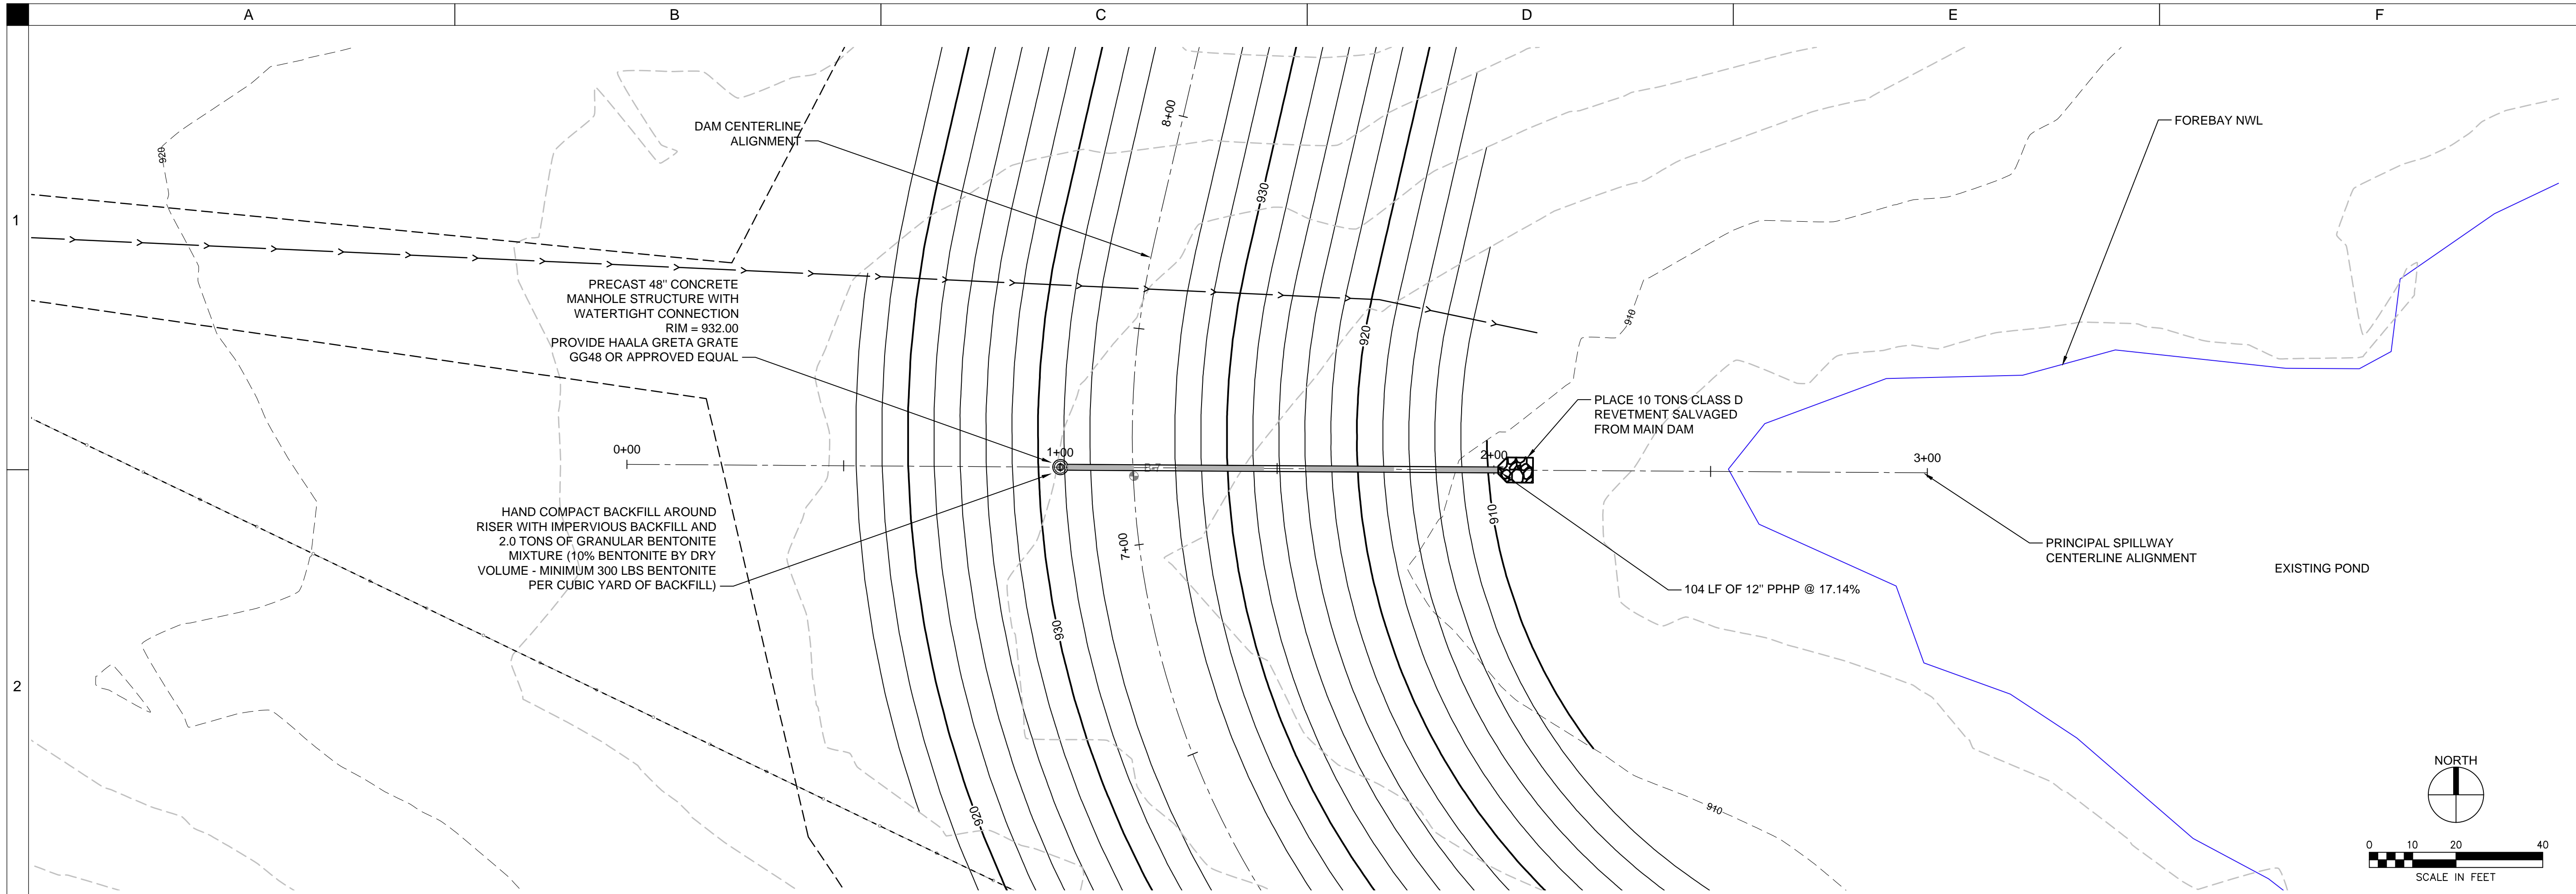 A
B
C
D
E
F
1
2
920
DAM CENTERLINE
ALIGNMENT
8+00
930
FOREBAY NWL
PRECAST 48" CONCRETE
MANHOLE STRUCTURE WITH
WATERTIGHT CONNECTION
RIM = 932.00
PROVIDE HAALA GRETA GRATE
GG48 OR APPROVED EQUAL
920
910
PLACE 10 TONS CLASS D
REVETMENT SALVAGED
FROM MAIN DAM
0+00
1+00
2+00
3+00
B-7
HAND COMPACT BACKFILL AROUND
RISER WITH IMPERVIOUS BACKFILL AND
2.0 TONS OF GRANULAR BENTONITE
MIXTURE (10% BENTONITE BY DRY
VOLUME - MINIMUM 300 LBS BENTONITE
PER CUBIC YARD OF BACKFILL)
7+00
910
PRINCIPAL SPILLWAY
CENTERLINE ALIGNMENT
EXISTING POND
104 LF OF 12" PPHP @ 17.14%
930
920
910
NORTH
0 10 20 40
SCALE IN FEET